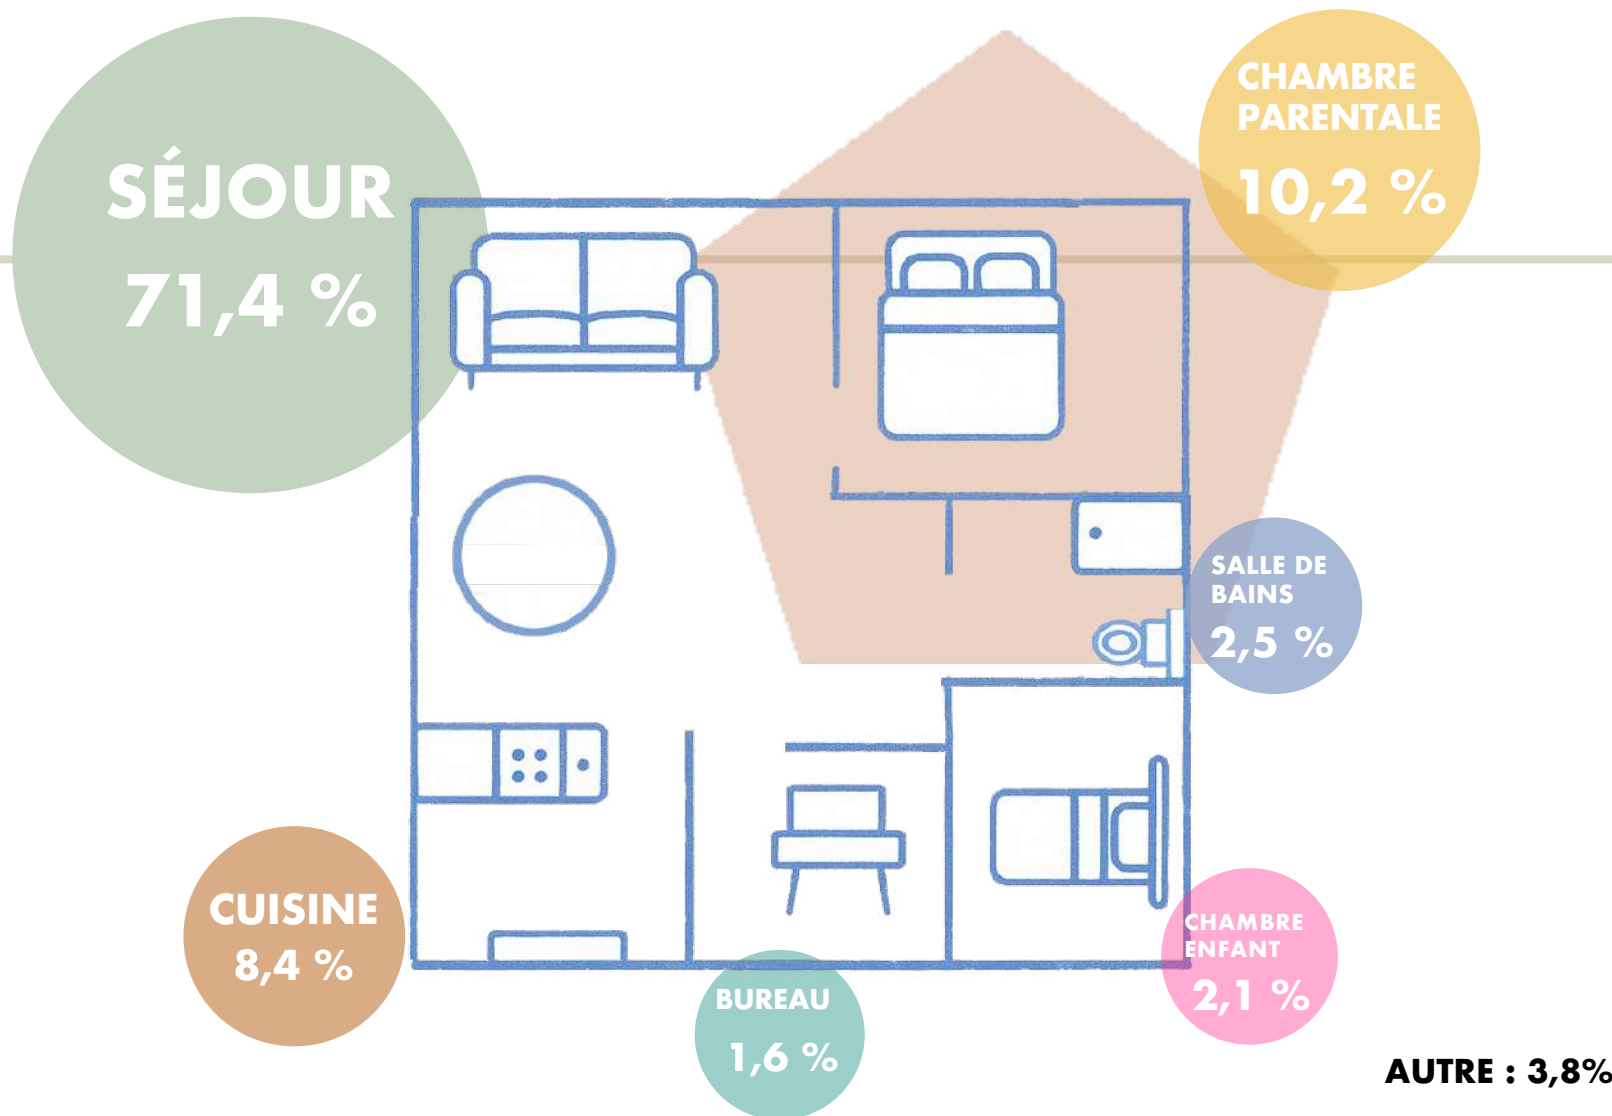 SÉJOUR
71,4 %
CHAMBRE
PARENTALE
10,2 %
SALLE DE
BAINS
2,5 %
CUISINE
8,4 %
BUREAU
1,6 %
CHAMBRE
ENFANT
2,1 %
AUTRE : 3,8%